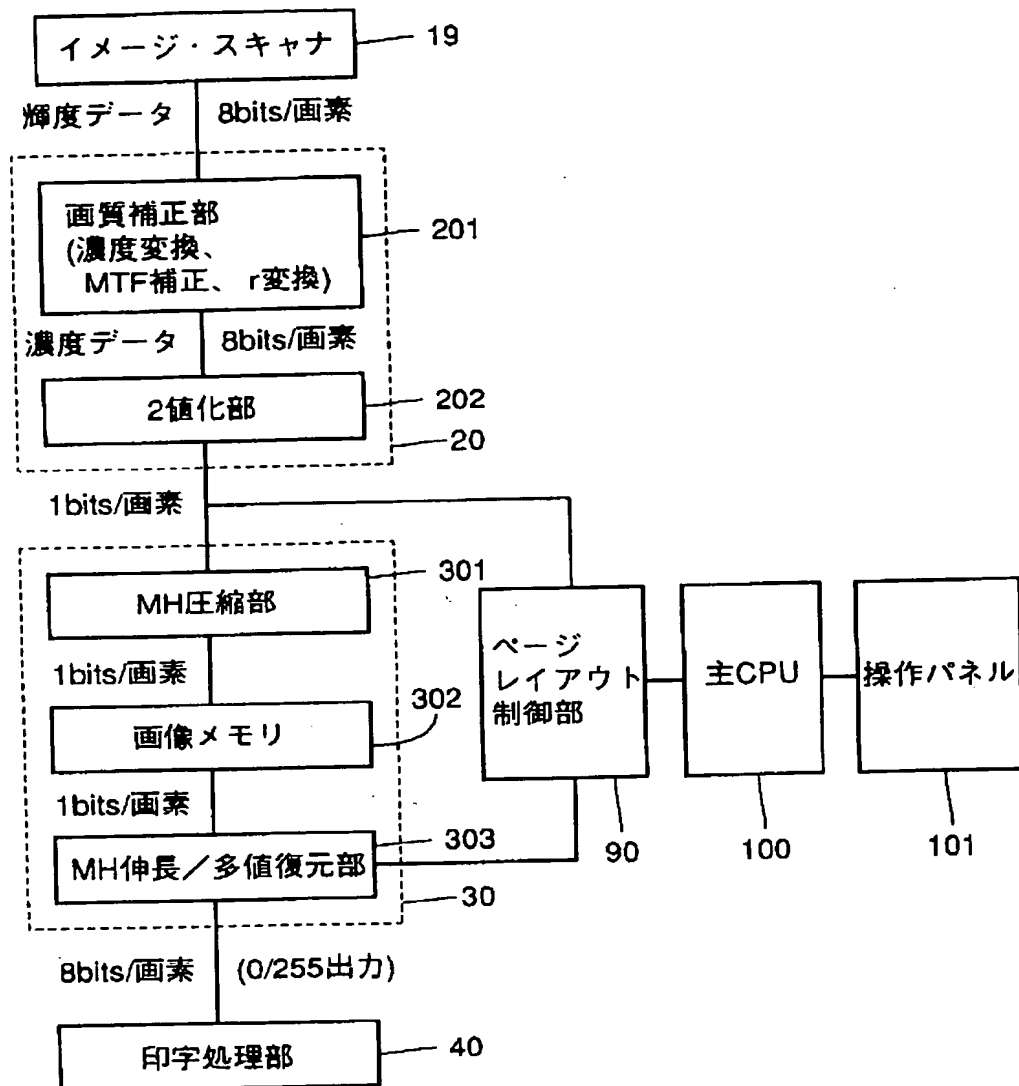 イメージ・スキャナ
19
輝度データ 8bits/画素
画質補正部
(濃度変換、
MTF補正、r変換)
201
濃度データ 8bits/画素
2値化部
202
20
1bits/画素
MH圧縮部
301
1bits/画素
画像メモリ
302
1bits/画素
MH伸長／多値復元部
303
30
ページ
レイアウト
制御部
90
主CPU
100
操作パネル
101
8bits/画素 (0/255出力)
印字処理部
40